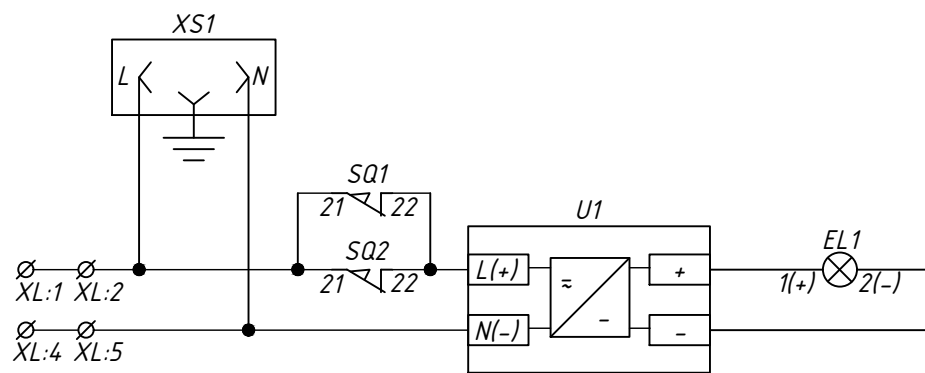 XS1
L N
SQ1
21 22
U1
SQ2
EL1
L(+) +
21 22
≂
1(+) 2(-)
XL:1 XL:2
N(-) - -
XL:4 XL:5